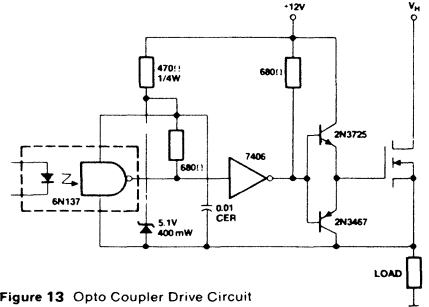 +12V
V_H
470Ω
1/4W
680Ω
7406
2N3725
680Ω
6N137
5.1V
400 mW
0.01
CER
2N3467
LOAD
Figure 13 Opto Coupler Drive Circuit